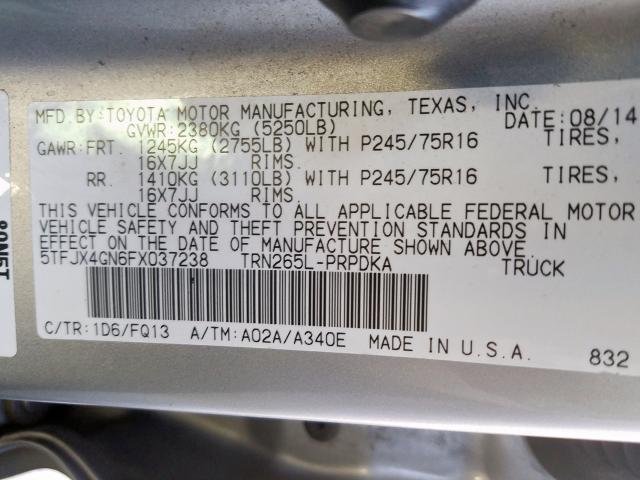 MFD.BY:TOYOTA MOTOR MANUFACTURING, TEXAS, INC.
GVWR:2380KG (5250LB) DATE:08/14
GAWR:FRT. 1245KG (2755LB) WITH P245/75R16 TIRES,
16X7JJ RIMS.
RR. 1410KG (3110LB) WITH P245/75R16 TIRES,
16X7JJ RIMS.
THIS VEHICLE CONFORMS TO ALL APPLICABLE FEDERAL MOTOR
VEHICLE SAFETY AND THEFT PREVENTION STANDARDS IN
EFFECT ON THE DATE OF MANUFACTURE SHOWN ABOVE.
5TFJX4GN6FX037238 TRN265L-PRPDKA TRUCK
C/TR:1D6/FQ13 A/TM:A02A/A340E MADE IN U.S.A. 832